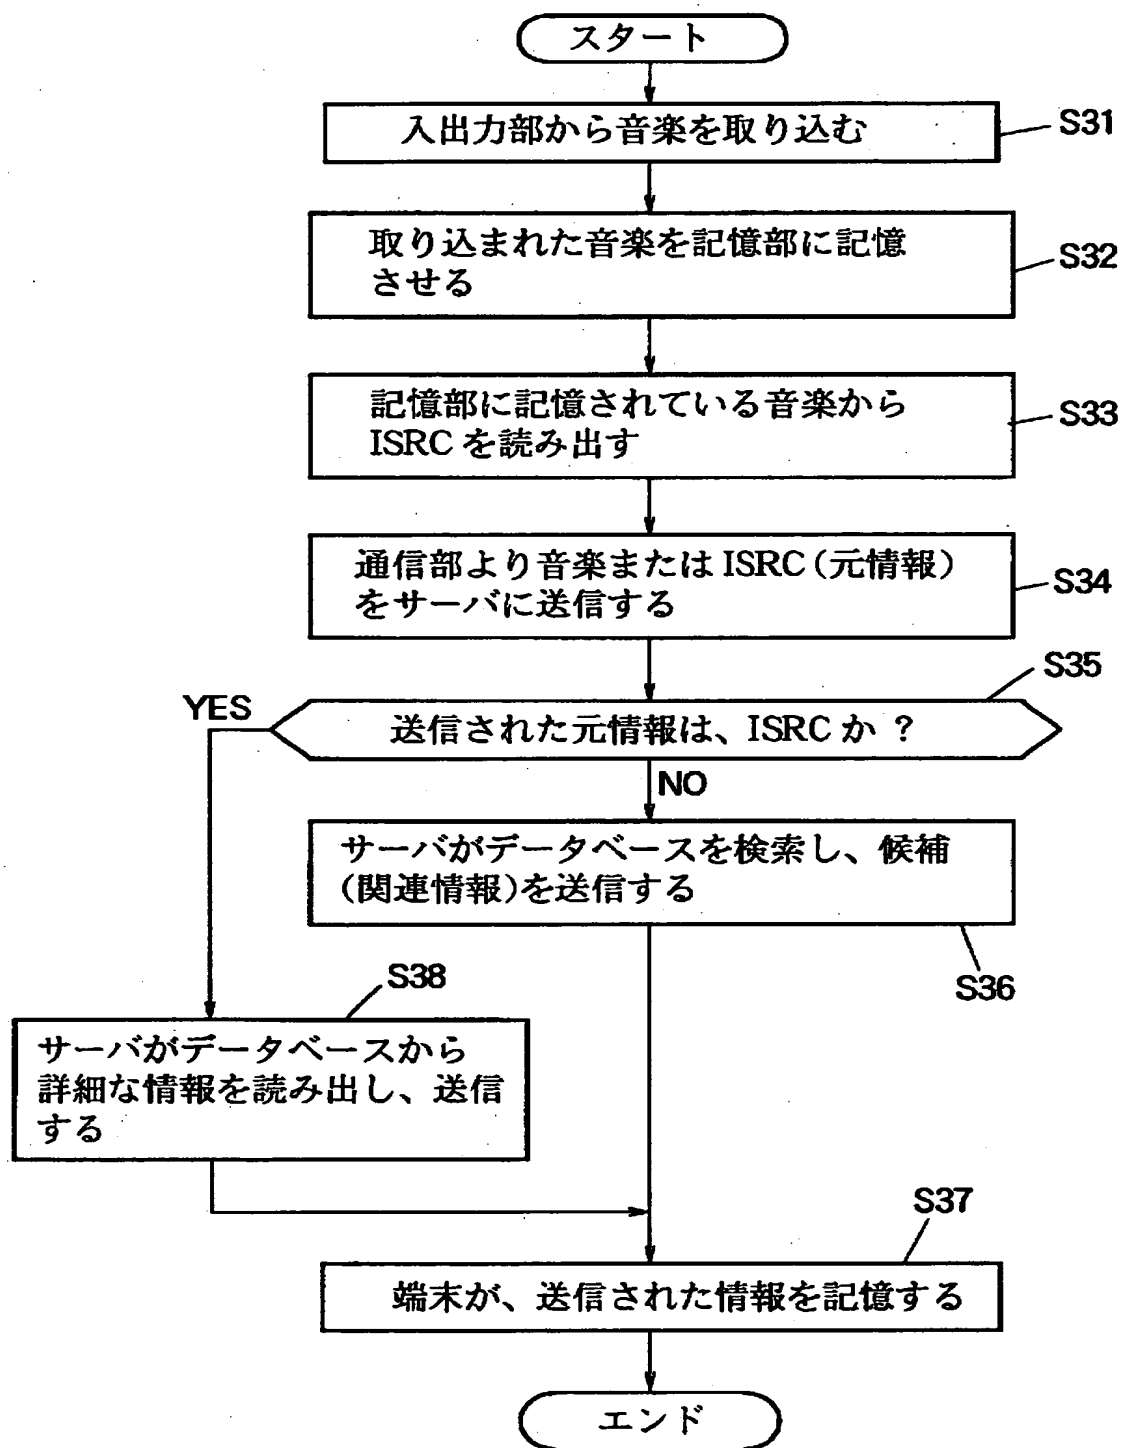 スタート
入出力部から音楽を取り込む
S31
取り込まれた音楽を記憶部に記憶
させる
S32
記憶部に記憶されている音楽から
ISRCを読み出す
S33
通信部より音楽またはISRC(元情報)
をサーバに送信する
S34
S35
YES
送信された元情報は、ISRCか？
NO
サーバがデータベースを検索し、候補
(関連情報)を送信する
S36
S38
サーバがデータベースから
詳細な情報を読み出し、送信
する
S37
端末が、送信された情報を記憶する
エンド